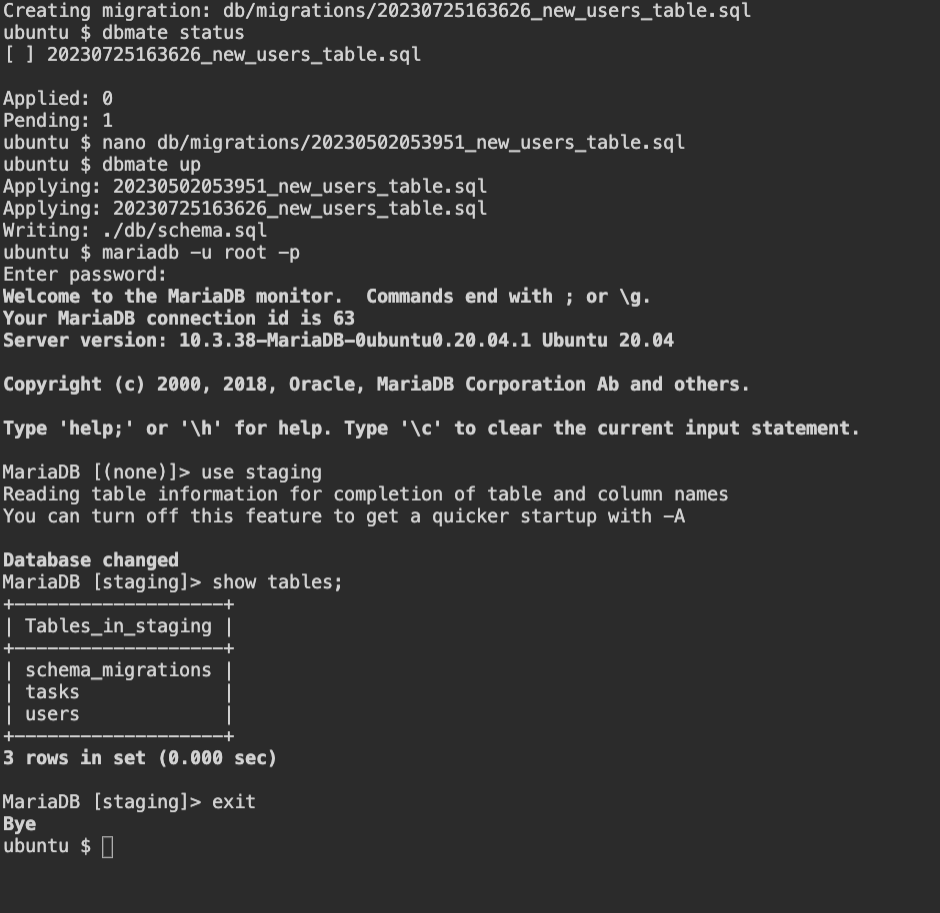 Creating migration: db/migrations/20230725163626_new_users_table.sql
ubuntu $ dbmate status
[ ] 20230725163626_new_users_table.sql
Applied: 0
Pending: 1
ubuntu $ nano db/migrations/20230502053951_new_users_table.sql
ubuntu $ dbmate up
Applying: 20230502053951_new_users_table.sql
Applying: 20230725163626_new_users_table.sql
Writing: ./db/schema.sql
ubuntu $ mariadb -u root -p
Enter password:
Welcome to the MariaDB monitor.  Commands end with ; or \g.
Your MariaDB connection id is 63
Server version: 10.3.38-MariaDB-0ubuntu0.20.04.1 Ubuntu 20.04
Copyright (c) 2000, 2018, Oracle, MariaDB Corporation Ab and others.
Type 'help;' or '\h' for help. Type '\c' to clear the current input statement.
MariaDB [(none)]> use staging
Reading table information for completion of table and column names
You can turn off this feature to get a quicker startup with -A
Database changed
MariaDB [staging]> show tables;
+-------------------+
| Tables_in_staging |
+-------------------+
| schema_migrations |
| tasks             |
| users             |
+-------------------+
3 rows in set (0.000 sec)
MariaDB [staging]> exit
Bye
ubuntu $